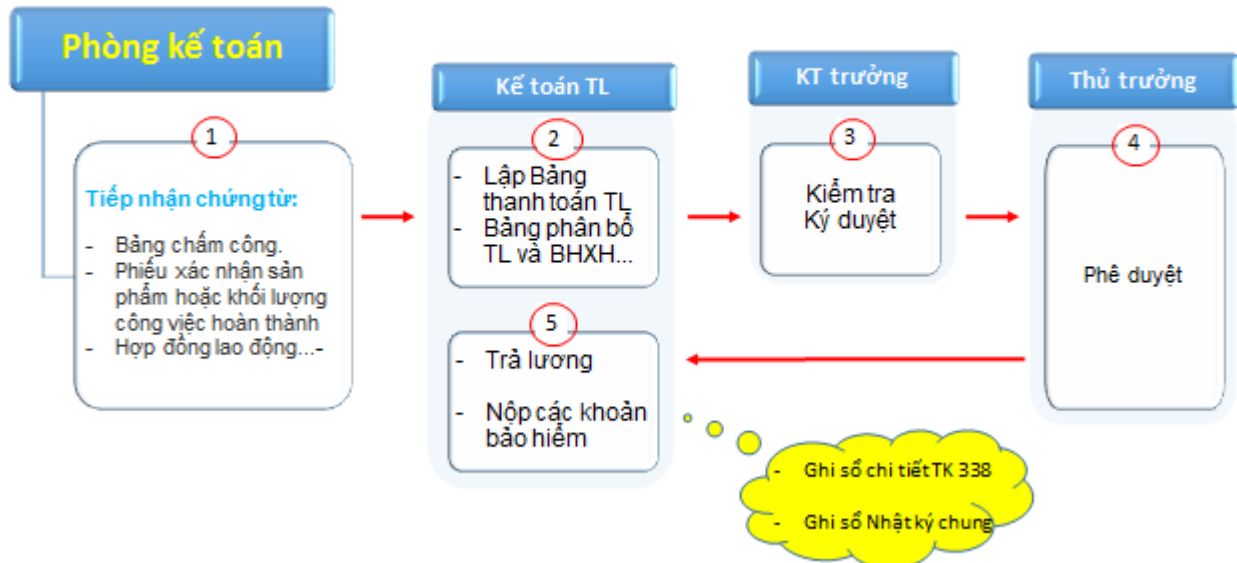 Phòng kế toán
1
Tiếp nhận chứng từ:
- Bảng chấm công.
- Phiếu xác nhận sản
phẩm hoặc khối lượng
công việc hoàn thành
- Hợp đồng lao động...-
Kế toán TL
2
- Lập Bảng
thanh toán TL
- Bảng phân bổ
TL và BHXH...
KT trưởng
3
Kiểm tra
Ký duyệt
Thủ trưởng
4
Phê duyệt
5
- Trả lương
- Nộp các khoản
bảo hiểm
- Ghi sổ chi tiết TK 338
- Ghi sổ Nhật ký chung